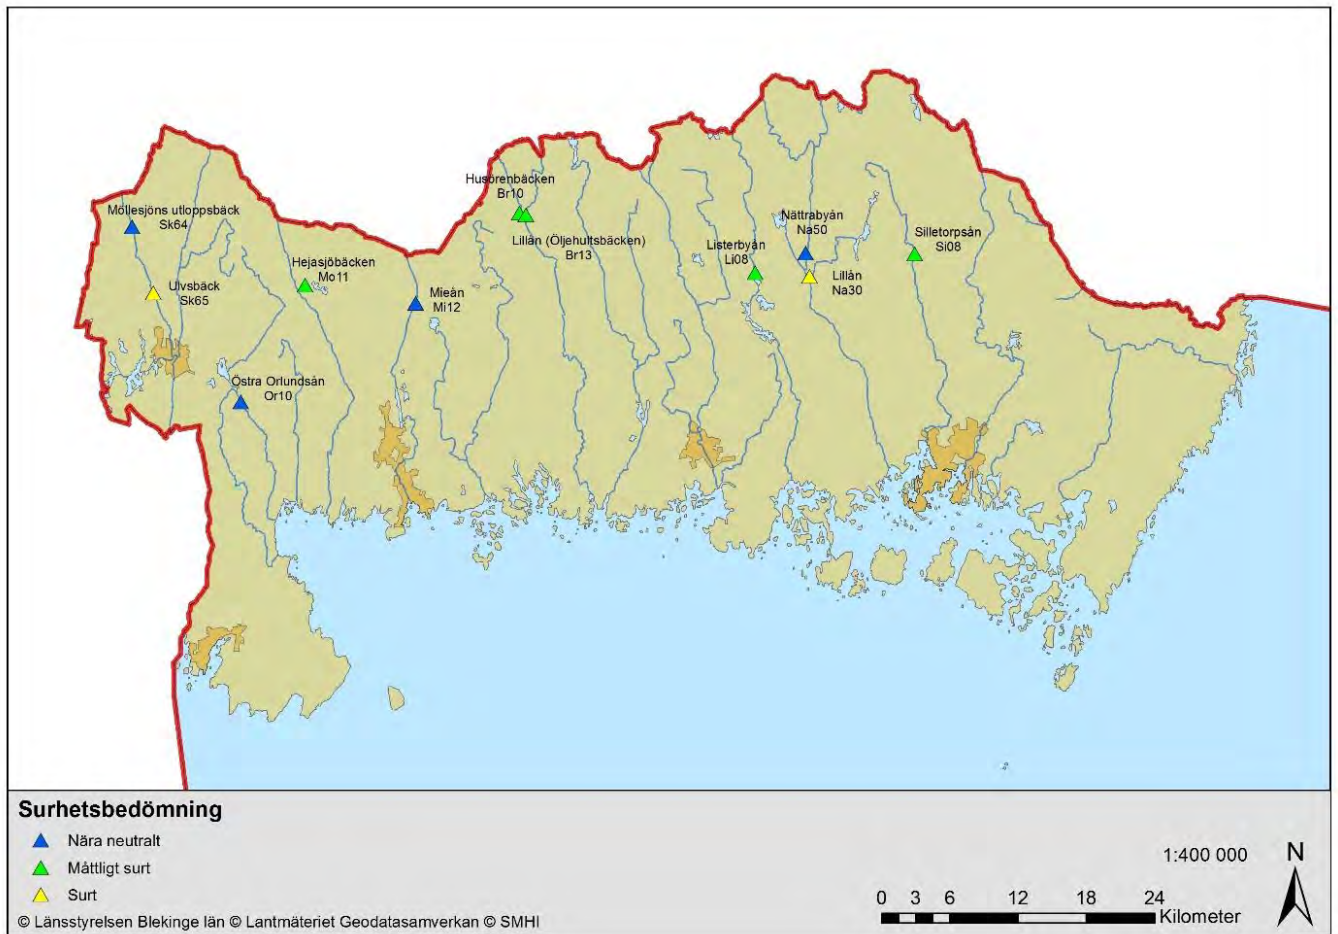 Husörenbäcken
Br10
Möllesjöns utloppsbäck
Sk64
Nättrabyån
Na50
Silletorpsån
Si08
Lillån (Öljehultsbäcken)
Br13
Listerbyån
Li08
Hejasjöbäcken
Mo11
Lillån
Na30
Ulvsbäck
Sk65
Mieån
Mi12
Östra Orlundsån
Or10
Surhetsbedömning
Nära neutralt
Måttligt surt
Surt
1:400 000
N
0 3 6 12 18 24
Kilometer
© Länsstyrelsen Blekinge län © Lantmäteriet Geodatasamverkan © SMHI